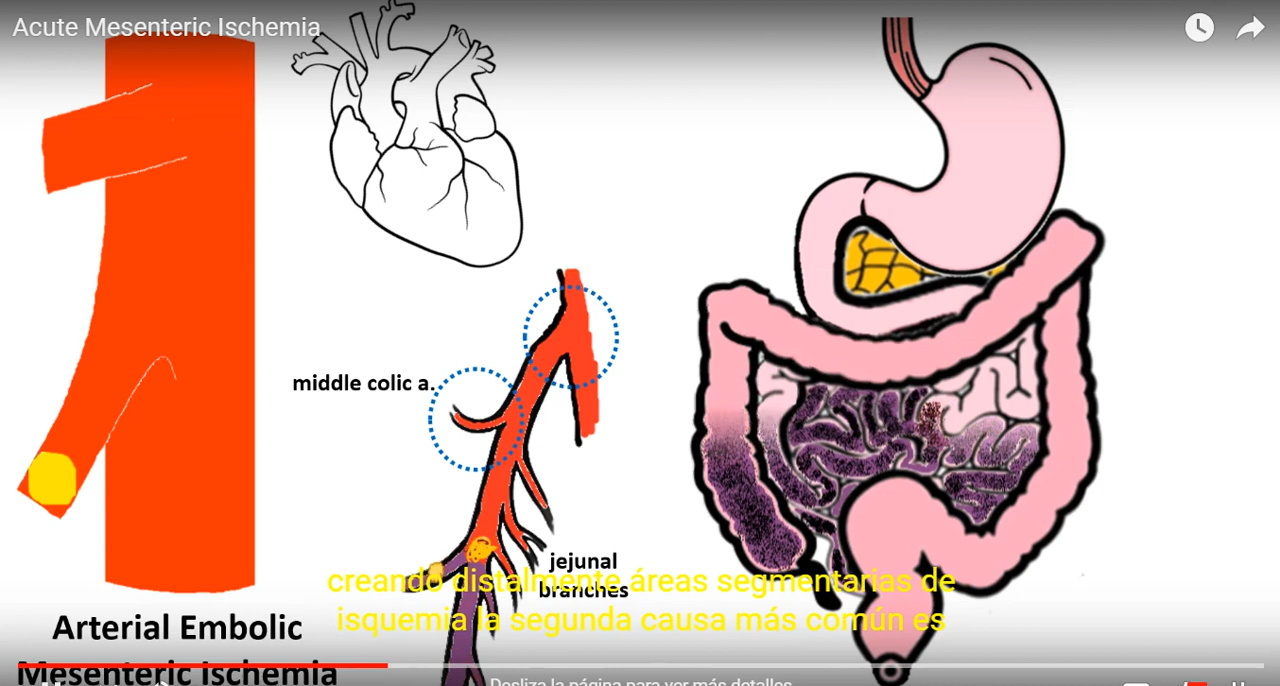 Acute Mesenteric Ischemia
middle colic a.
jejunal
branches
creando distalmente áreas segmentarias de
isquemia la segunda causa más común es
Arterial Embolic
Mesenteric Ischemia
Desliza la página para ver más detalles